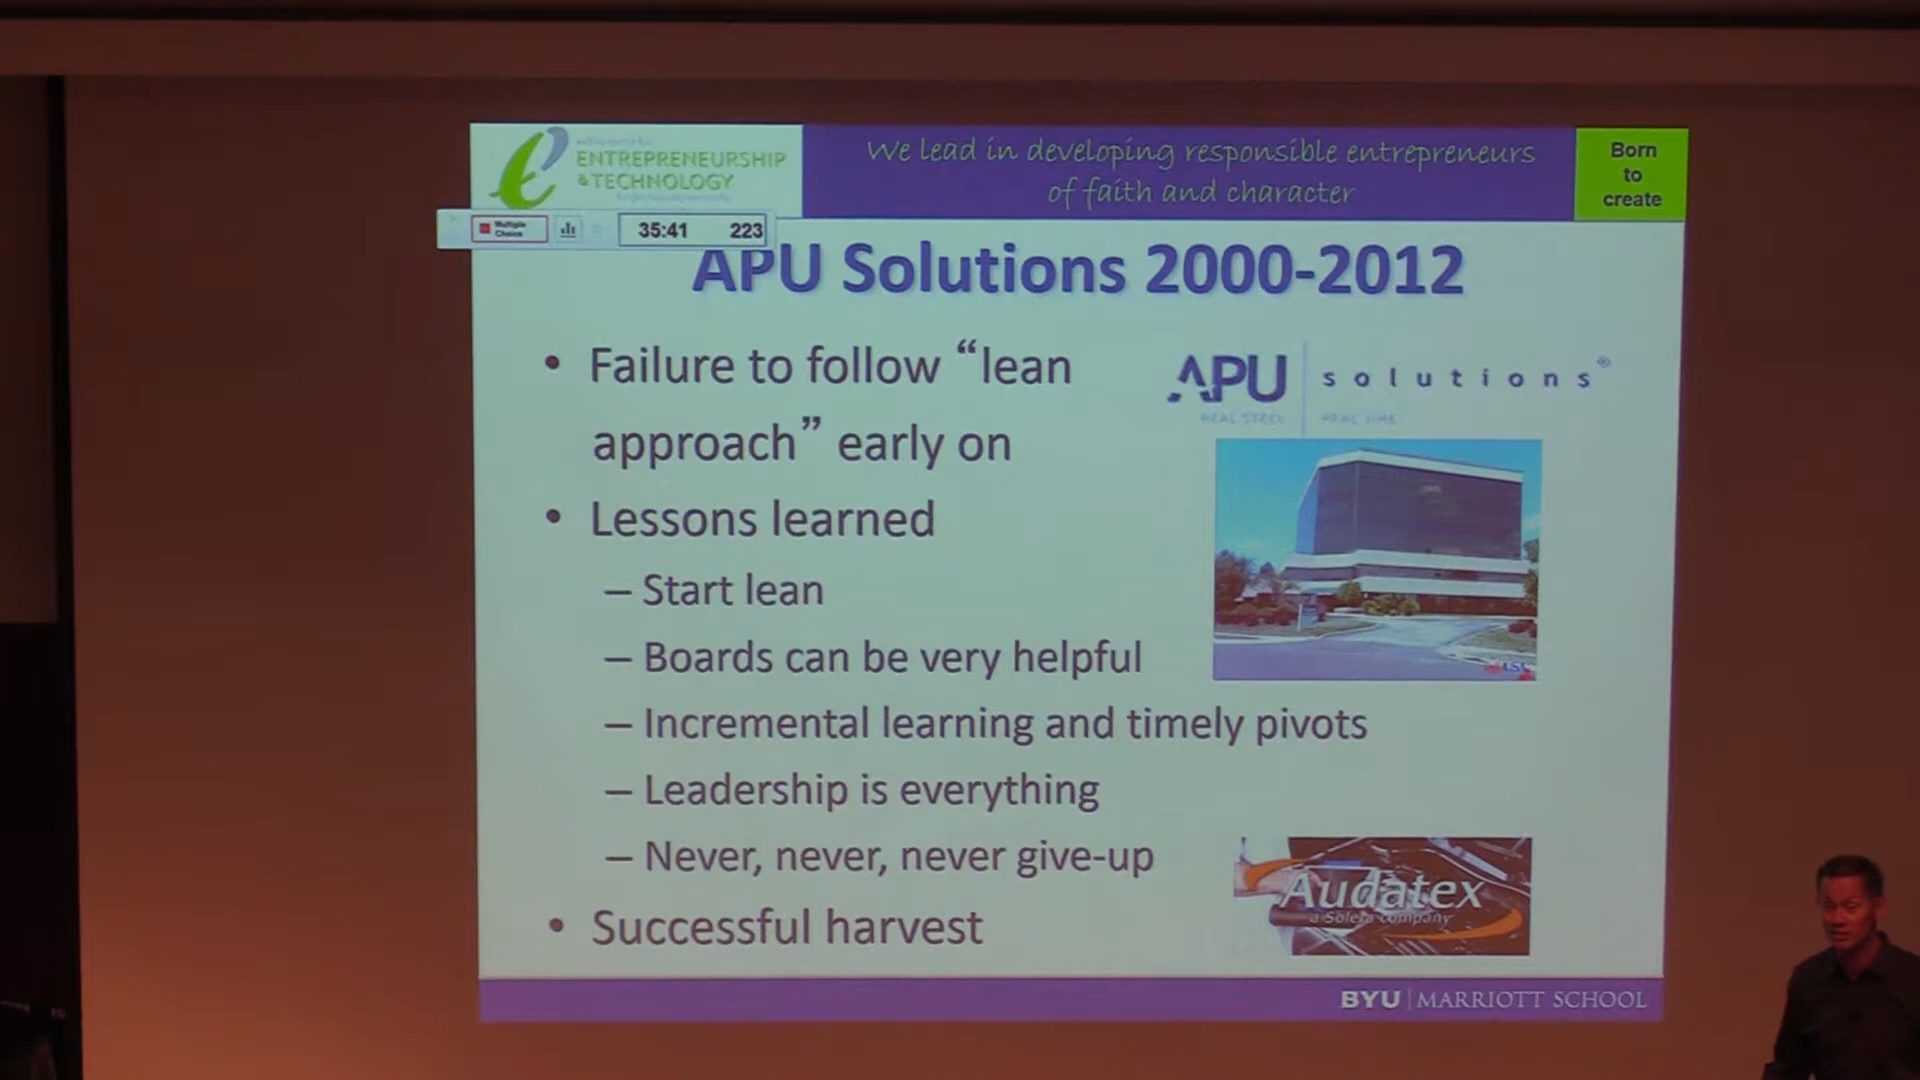 ENTREPRENEURSHIP
& TECHNOLOGY
We lead in developing responsible entrepreneurs
of faith and character
Born
to
create
Multiple
Choice
35:41 223
APU Solutions 2000-2012
• Failure to follow “lean
approach” early on
• Lessons learned
– Start lean
– Boards can be very helpful
– Incremental learning and timely pivots
– Leadership is everything
– Never, never, never give-up
• Successful harvest
APU solutions®
Audatex
a Solera company
BYU | MARRIOTT SCHOOL